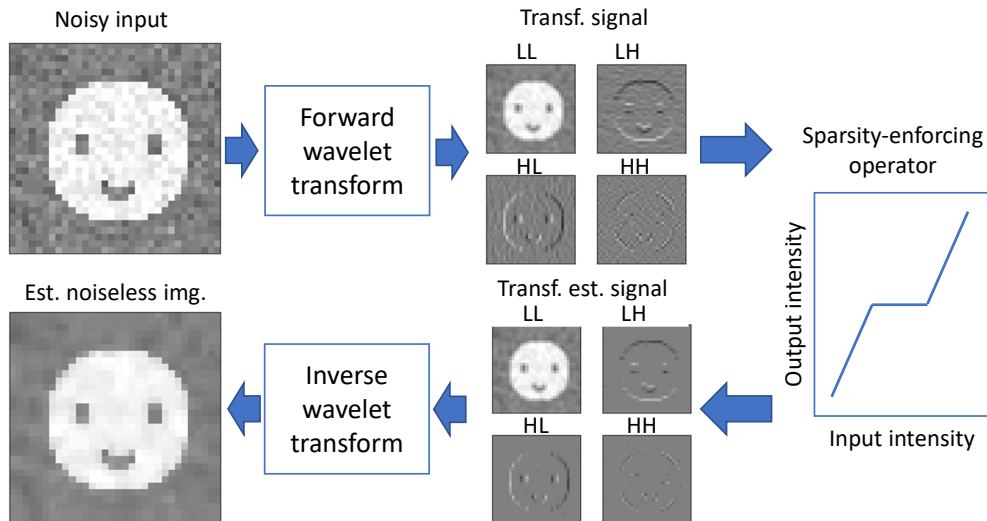 Noisy input
Forward
wavelet
transform
Transf. signal
LL LH
HL HH
Sparsity-enforcing
operator
Output intensity
Input intensity
Transf. est. signal
LL LH
HL HH
Inverse
wavelet
transform
Est. noiseless img.